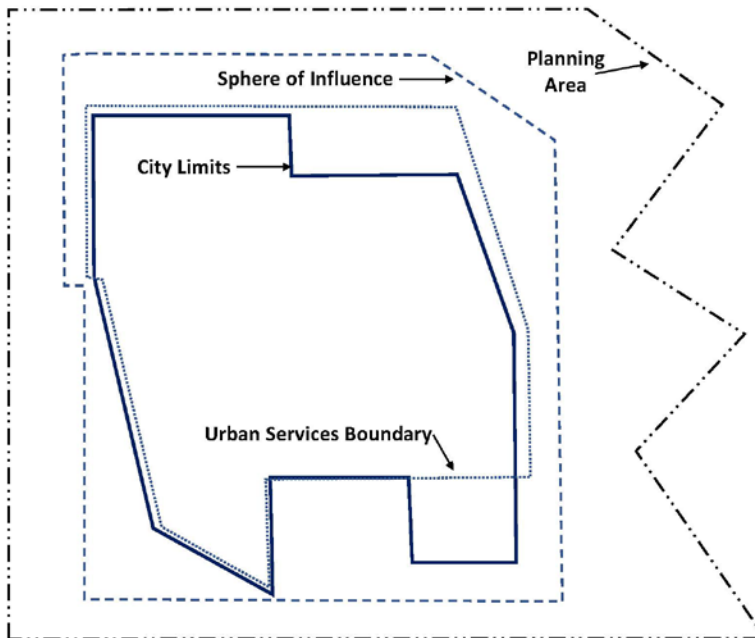 Planning
Area
Sphere of Influence
City Limits
Urban Services Boundary